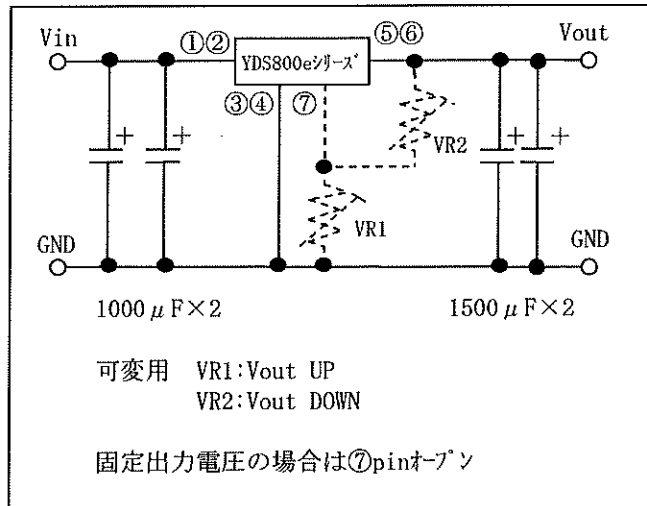 Vin ①② YDS800eシリーズ ⑤⑥ Vout
③④ ⑦
+ + VR2 + +
VR1
GND GND
1000μF×2 1500μF×2
可変用 VR1:Vout UP
VR2:Vout DOWN
固定出力電圧の場合は⑦pinオープン